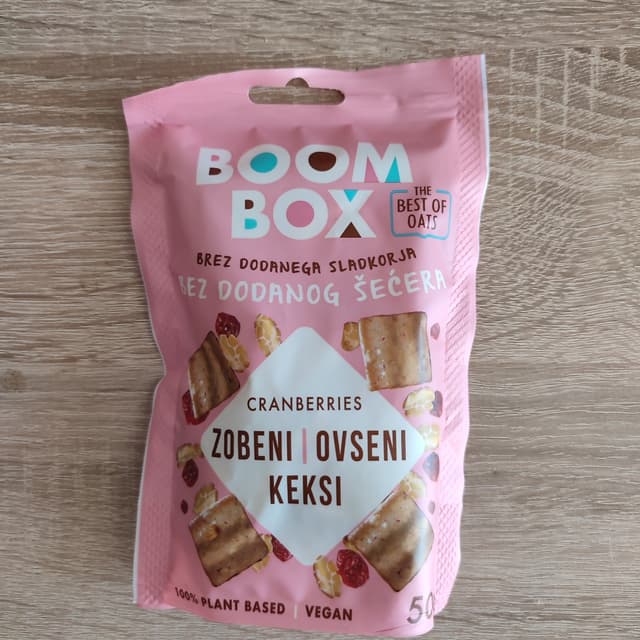 BOOM
BOX
THE
BEST OF
OATS
BREZ DODANEGA SLADKORJA
BEZ DODANOG ŠEĆERA
CRANBERRIES
ZOBENI | OVSENI
KEKSI
100% PLANT BASED | VEGAN
50